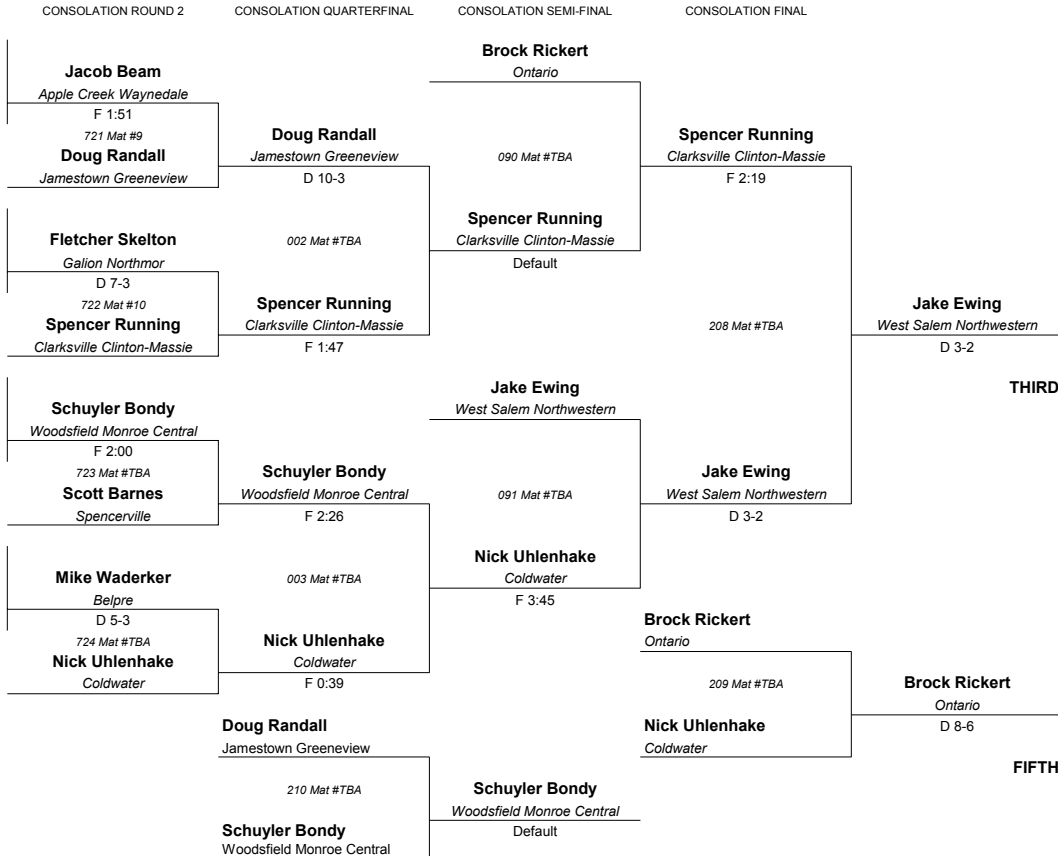 CONSOLATION ROUND 2
CONSOLATION QUARTERFINAL
CONSOLATION SEMI-FINAL
CONSOLATION FINAL
Jacob Beam
Apple Creek Waynedale
F 1:51
721 Mat #9
Doug Randall
Jamestown Greeneview
Fletcher Skelton
Galion Northmor
D 7-3
722 Mat #10
Spencer Running
Clarksville Clinton-Massie
Schuyler Bondy
Woodsfield Monroe Central
F 2:00
723 Mat #TBA
Scott Barnes
Spencerville
Mike Waderker
Belpre
D 5-3
724 Mat #TBA
Nick Uhlenhake
Coldwater
Doug Randall
Jamestown Greeneview
D 10-3
002 Mat #TBA
Spencer Running
Clarksville Clinton-Massie
F 1:47
Schuyler Bondy
Woodsfield Monroe Central
F 2:26
003 Mat #TBA
Nick Uhlenhake
Coldwater
F 0:39
Doug Randall
Jamestown Greeneview
210 Mat #TBA
Schuyler Bondy
Woodsfield Monroe Central
Brock Rickert
Ontario
090 Mat #TBA
Spencer Running
Clarksville Clinton-Massie
Default
Jake Ewing
West Salem Northwestern
091 Mat #TBA
Nick Uhlenhake
Coldwater
F 3:45
Schuyler Bondy
Woodsfield Monroe Central
Default
Spencer Running
Clarksville Clinton-Massie
F 2:19
208 Mat #TBA
Jake Ewing
West Salem Northwestern
D 3-2
Brock Rickert
Ontario
209 Mat #TBA
Nick Uhlenhake
Coldwater
Jake Ewing
West Salem Northwestern
D 3-2
THIRD
Brock Rickert
Ontario
D 8-6
FIFTH